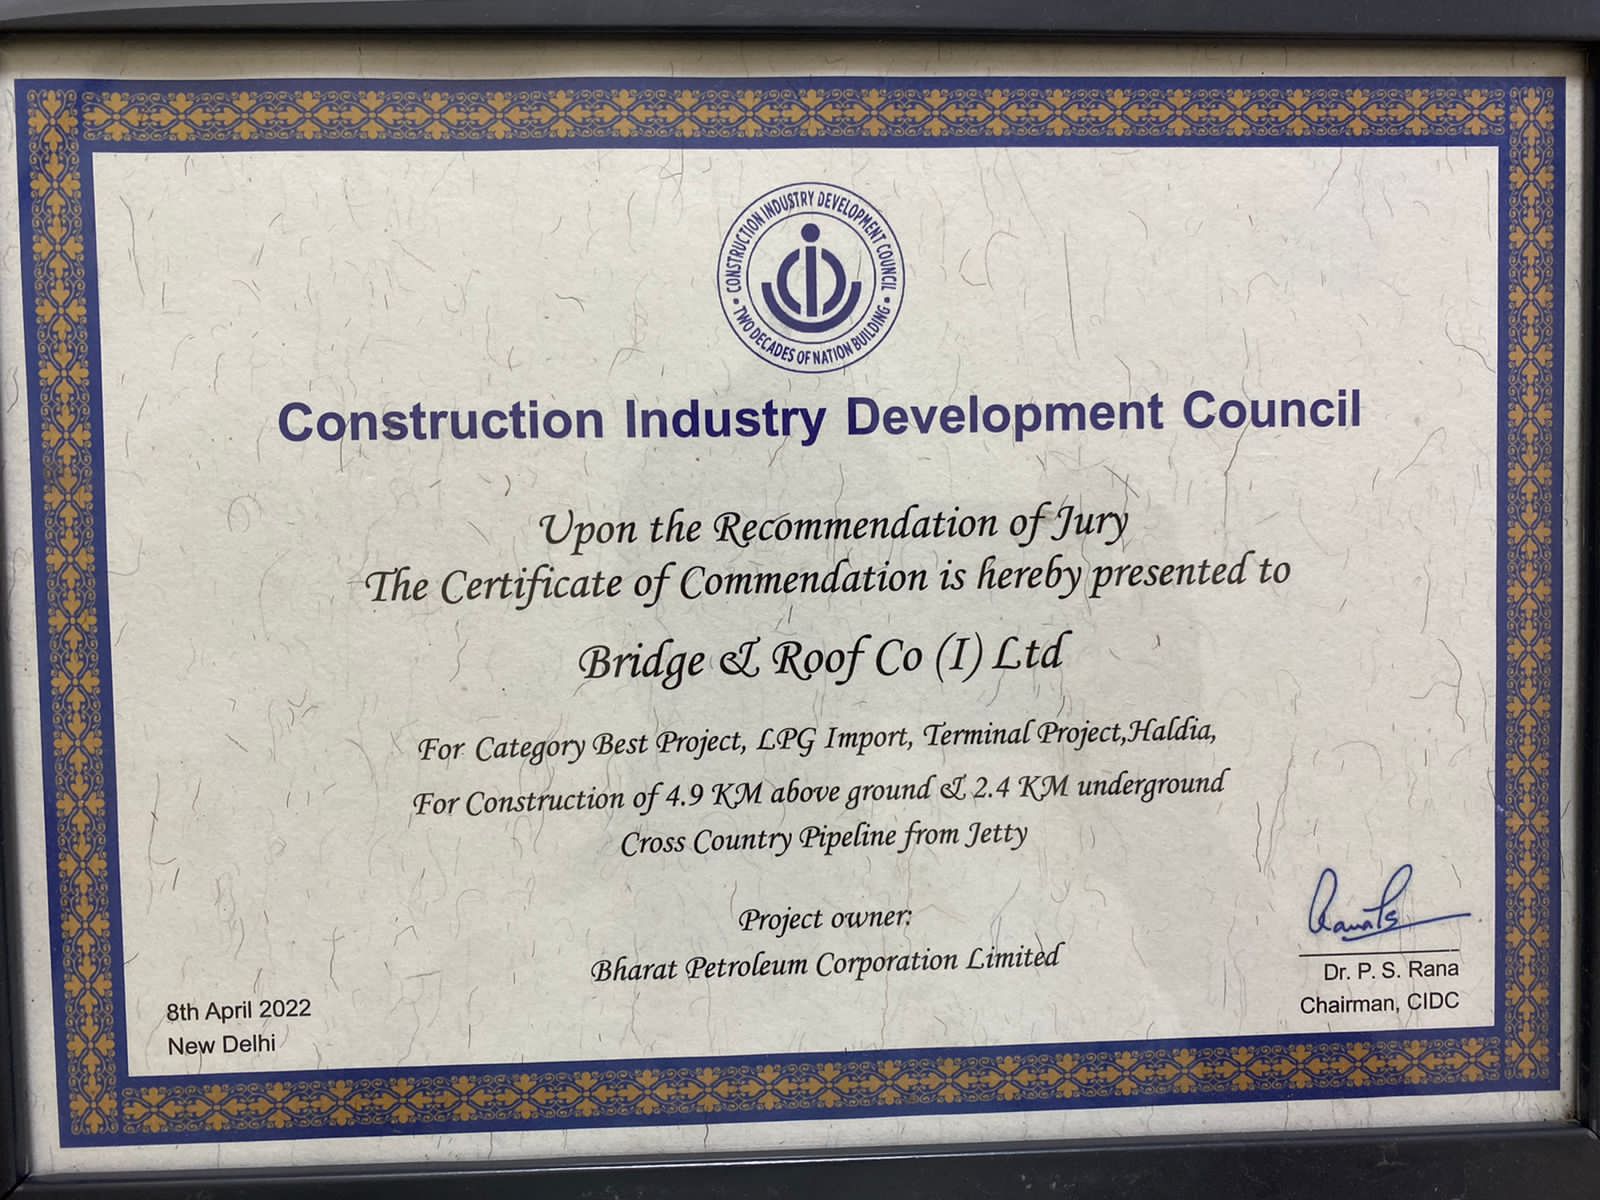 CONSTRUCTION INDUSTRY DEVELOPMENT COUNCIL
• TWO DECADES OF NATION BUILDING •
Construction Industry Development Council
Upon the Recommendation of Jury
The Certificate of Commendation is hereby presented to
Bridge & Roof Co (I) Ltd
For Category Best Project, LPG Import, Terminal Project,Haldia,
For Construction of 4.9 KM above ground & 2.4 KM underground
Cross Country Pipeline from Jetty
Project owner:
Bharat Petroleum Corporation Limited
8th April 2022
New Delhi
Ranaps
Dr. P. S. Rana
Chairman, CIDC